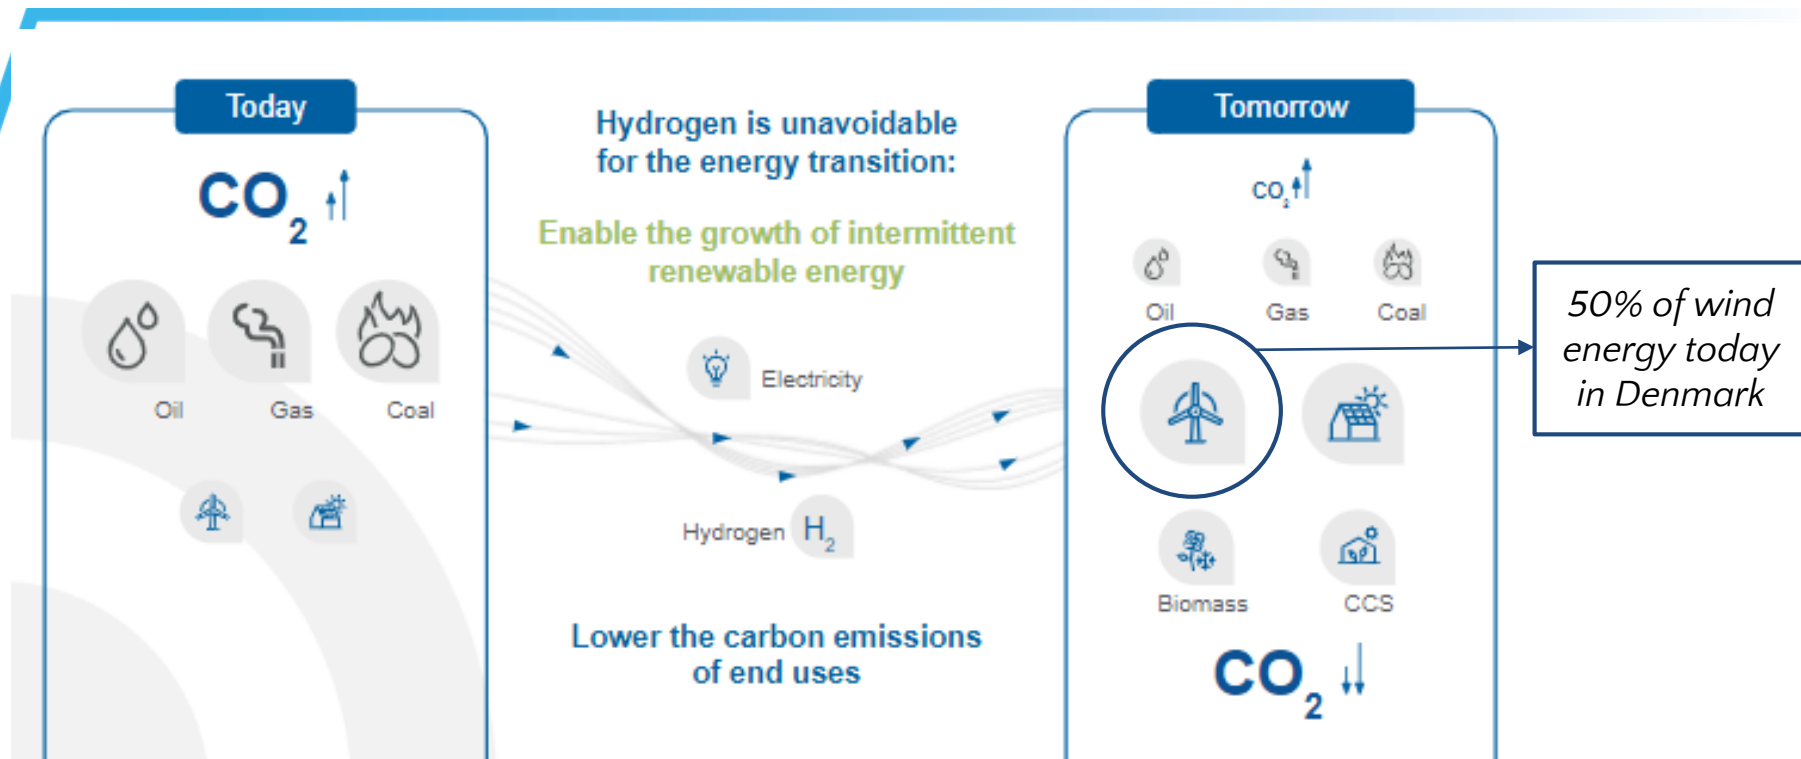 Today
CO2
Oil
Gas
Coal
Hydrogen is unavoidable
for the energy transition:
Enable the growth of intermittent
renewable energy
Electricity
Hydrogen H2
Lower the carbon emissions
of end uses
Tomorrow
CO2
Oil
Gas
Coal
Biomass
CCS
CO2
50% of wind
energy today
in Denmark